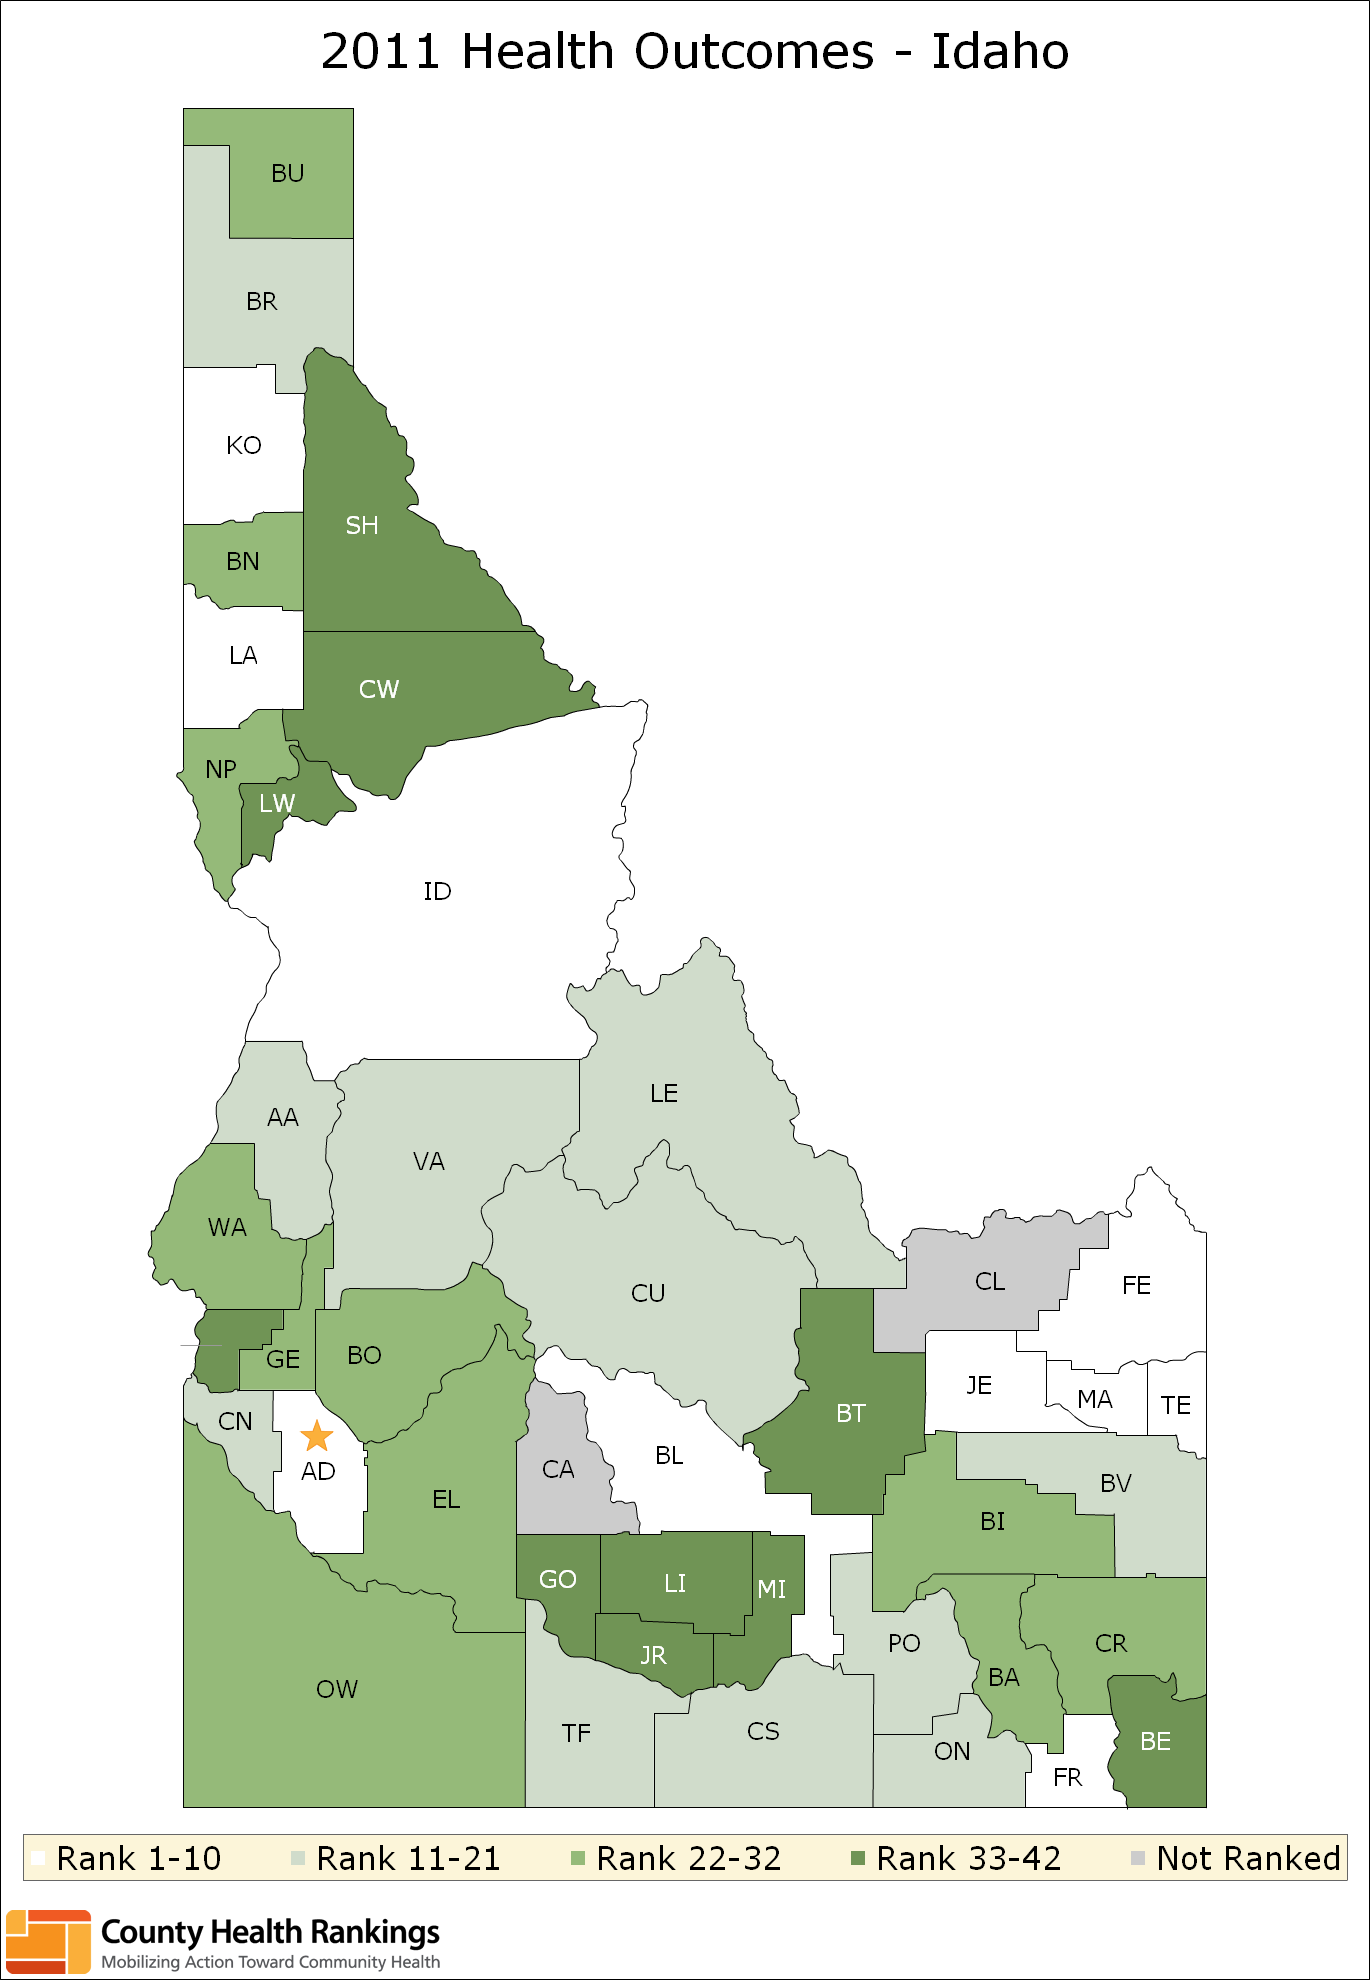 2011 Health Outcomes - Idaho
BU
BR
KO
SH
BN
LA
CW
NP
LW
ID
LE
AA
VA
WA
CL
FE
CU
GE
BO
JE
MA
TE
CN
BT
AD
BL
CA
BV
EL
BI
GO
LI
MI
PO
CR
JR
BA
OW
TF
CS
BE
ON
FR
Rank 1-10 Rank 11-21 Rank 22-32 Rank 33-42 Not Ranked
County Health Rankings
Mobilizing Action Toward Community Health